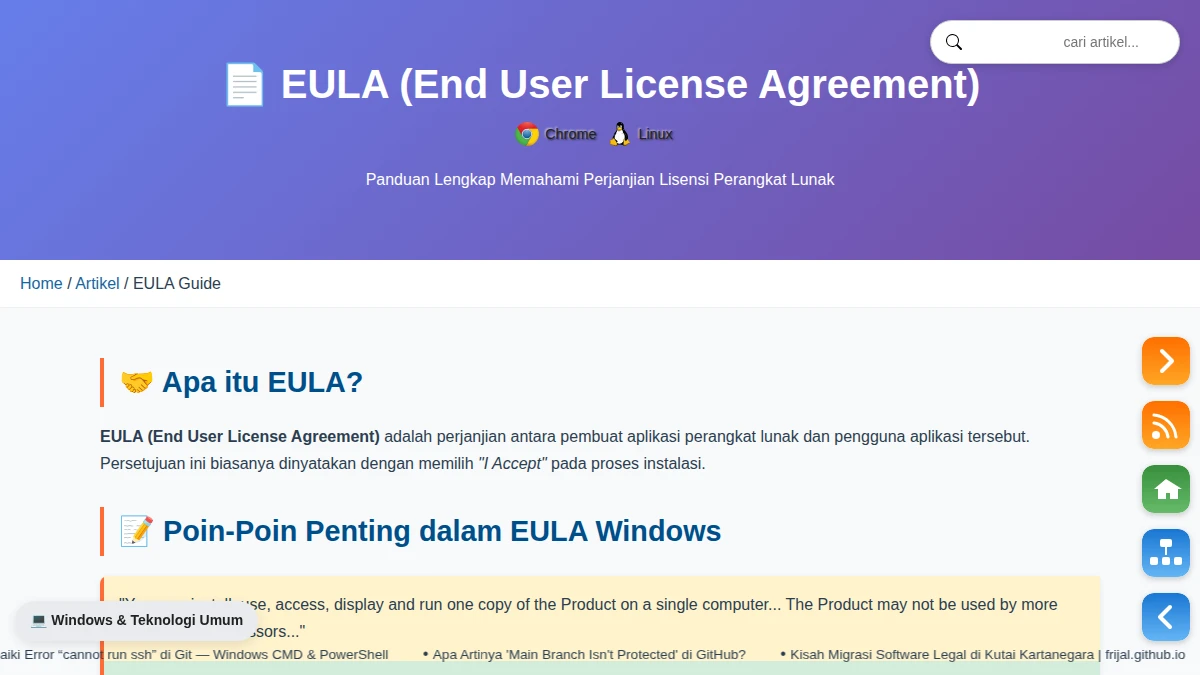 cari artikel...
EULA (End User License Agreement)
Chrome Linux
Panduan Lengkap Memahami Perjanjian Lisensi Perangkat Lunak
Home / Artikel / EULA Guide
Apa itu EULA?
EULA (End User License Agreement) adalah perjanjian antara pembuat aplikasi perangkat lunak dan pengguna aplikasi tersebut.
Persetujuan ini biasanya dinyatakan dengan memilih "I Accept" pada proses instalasi.
Poin-Poin Penting dalam EULA Windows
use, access, display and run one copy of the Product on a single computer... The Product may not be used by more
Windows & Teknologi Umum
Error “cannot run ssh” di Git — Windows CMD & PowerShell • Apa Artinya 'Main Branch Isn't Protected' di GitHub? • Kisah Migrasi Software Legal di Kutai Kartanegara | frijal.github.io